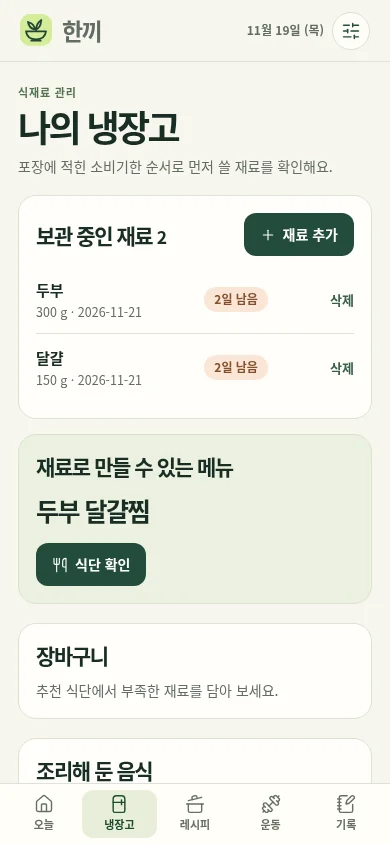 한끼
11월 19일 (목)
식재료 관리
나의 냉장고
포장에 적힌 소비기한 순서로 먼저 쓸 재료를 확인해요.
보관 중인 재료 2
+ 재료 추가
두부
300 g · 2026-11-21
2일 남음
삭제
달걀
150 g · 2026-11-21
2일 남음
삭제
재료로 만들 수 있는 메뉴
두부 달걀찜
식단 확인
장바구니
추천 식단에서 부족한 재료를 담아 보세요.
조리해 둔 음식
오늘
냉장고
레시피
운동
기록